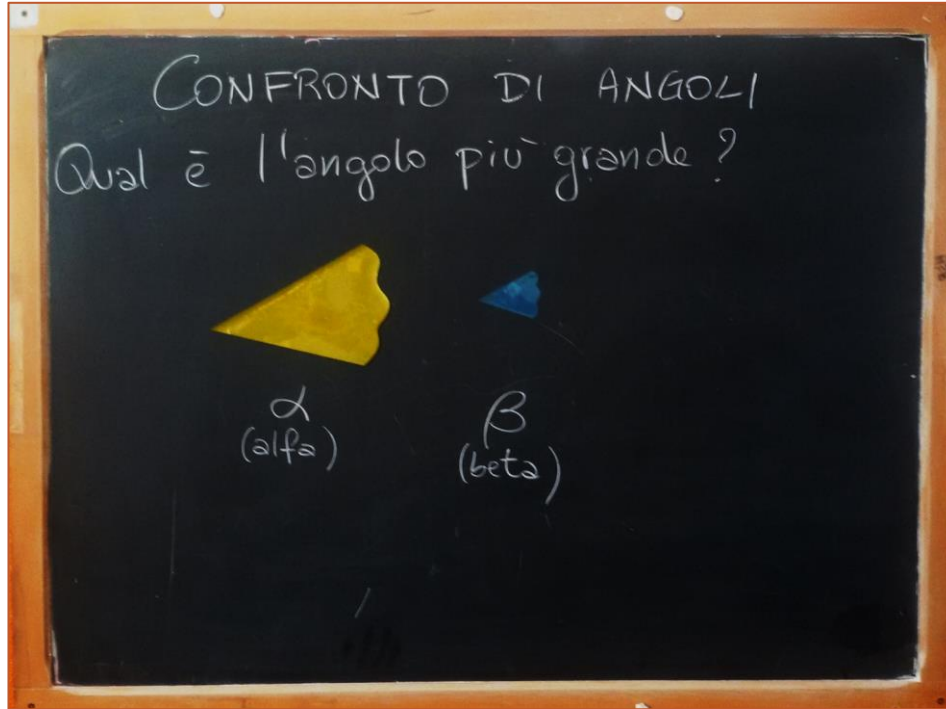 CONFRONTO DI ANGOLI
Qual è l'angolo più grande?
α β
(alfa) (beta)